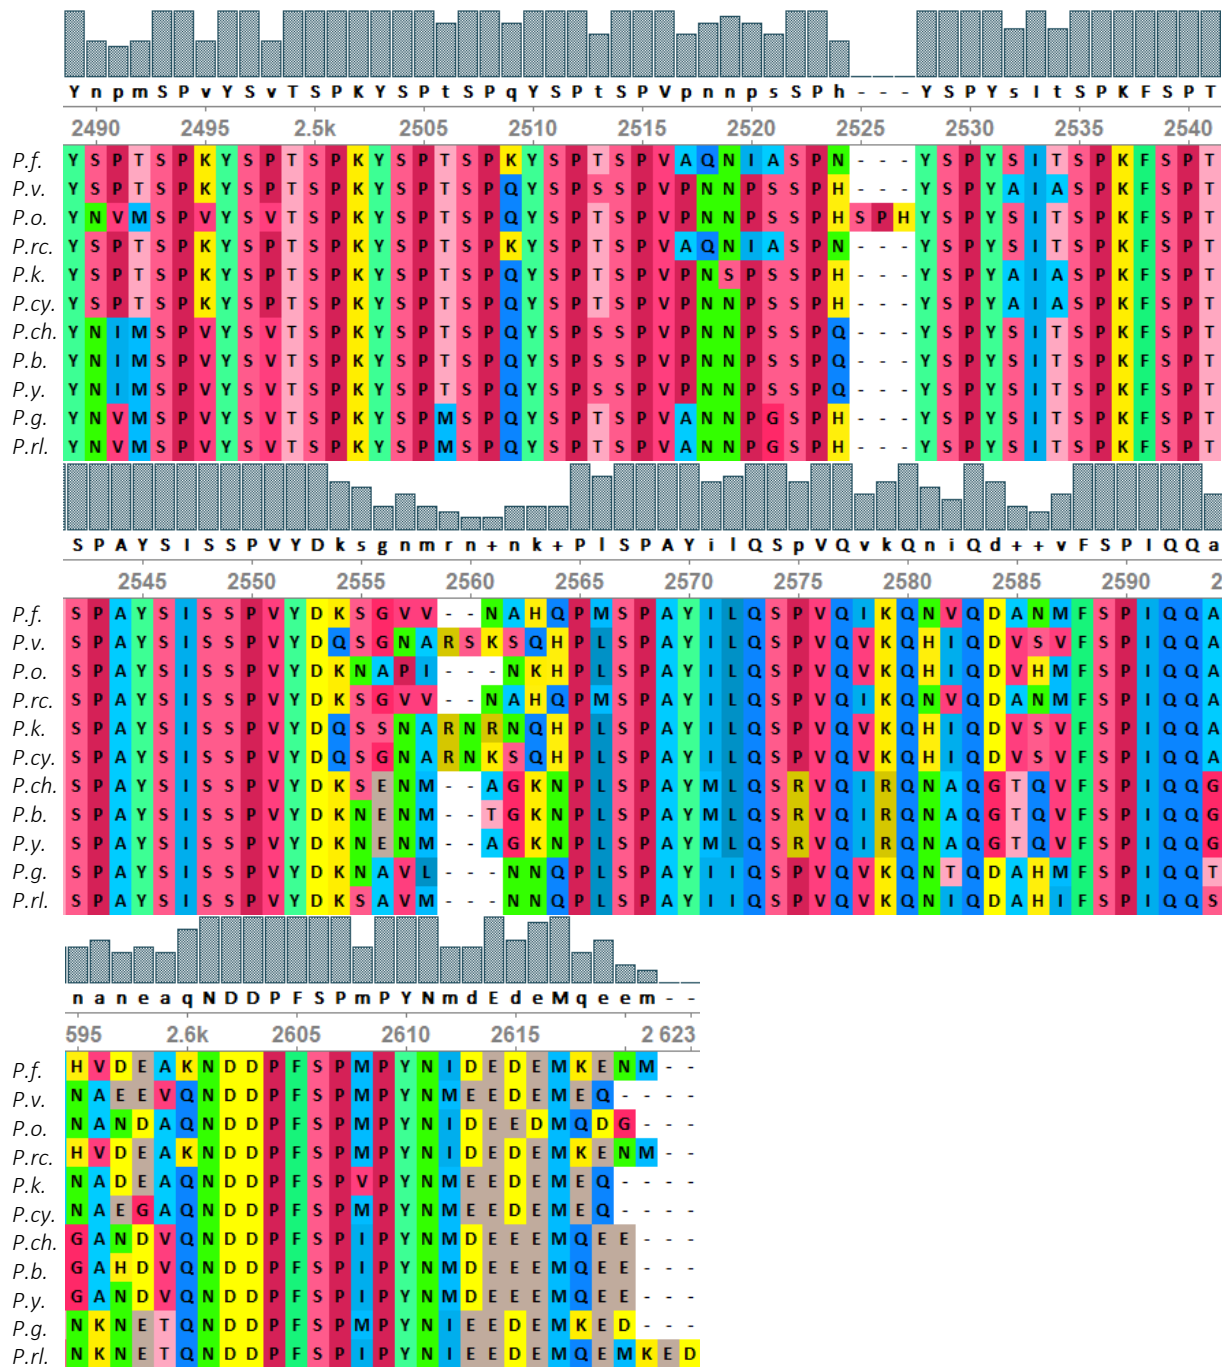 Y n p m S P v Y S v T S P K Y S P t S P q Y S P t S P V p n n p s S P h - - - Y S P Y s I t S P K F S P T
2490 2495 2.5k 2505 2510 2515 2520 2525 2530 2535 2540
P.f. Y S P T S P K Y S P T S P K Y S P T S P K Y S P T S P V A Q N I A S P N - - - Y S P Y S I T S P K F S P T
P.v. Y S P T S P K Y S P T S P K Y S P T S P Q Y S P S S P V P N N P S S P H - - - Y S P Y A I A S P K F S P T
P.o. Y N V M S P V Y S V T S P K Y S P T S P Q Y S P T S P V P N N P S S P H S P H Y S P Y S I T S P K F S P T
P.rc. Y S P T S P K Y S P T S P K Y S P T S P K Y S P T S P V A Q N I A S P N - - - Y S P Y S I T S P K F S P T
P.k. Y S P T S P K Y S P T S P K Y S P T S P Q Y S P T S P V P N S P S S P H - - - Y S P Y A I A S P K F S P T
P.cy. Y S P T S P K Y S P T S P K Y S P T S P Q Y S P T S P V P N N P S S P H - - - Y S P Y A I A S P K F S P T
P.ch. Y N I M S P V Y S V T S P K Y S P T S P Q Y S P S S P V P N N P S S P Q - - - Y S P Y S I T S P K F S P T
P.b. Y N I M S P V Y S V T S P K Y S P T S P Q Y S P S S P V P N N P S S P Q - - - Y S P Y S I T S P K F S P T
P.y. Y N I M S P V Y S V T S P K Y S P T S P Q Y S P S S P V P N N P S S P Q - - - Y S P Y S I T S P K F S P T
P.g. Y N V M S P V Y S V T S P K Y S P M S P Q Y S P T S P V A N N P G S P H - - - Y S P Y S I T S P K F S P T
P.rl. Y N V M S P V Y S V T S P K Y S P M S P Q Y S P T S P V A N N P G S P H - - - Y S P Y S I T S P K F S P T
S P A Y S I S S P V Y D k s g n m r n + n k + P l S P A Y i l Q S p V Q v k Q n i Q d + + v F S P I Q Q a
2545 2550 2555 2560 2565 2570 2575 2580 2585 2590 2
P.f. S P A Y S I S S P V Y D K S G V V - - N A H Q P M S P A Y I L Q S P V Q I K Q N V Q D A N M F S P I Q Q A
P.v. S P A Y S I S S P V Y D Q S G N A R S K S Q H P L S P A Y I L Q S P V Q V K Q H I Q D V S V F S P I Q Q A
P.o. S P A Y S I S S P V Y D K N A P I - - - N K H P L S P A Y I L Q S P V Q V K Q H I Q D V H M F S P I Q Q A
P.rc. S P A Y S I S S P V Y D K S G V V - - N A H Q P M S P A Y I L Q S P V Q I K Q N V Q D A N M F S P I Q Q A
P.k. S P A Y S I S S P V Y D Q S S N A R N R N Q H P L S P A Y I L Q S P V Q V K Q H I Q D V S V F S P I Q Q A
P.cy. S P A Y S I S S P V Y D Q S G N A R N K S Q H P L S P A Y I L Q S P V Q V K Q H I Q D V S V F S P I Q Q A
P.ch. S P A Y S I S S P V Y D K S E N M - - A G K N P L S P A Y M L Q S R V Q I R Q N A Q G T Q V F S P I Q Q G
P.b. S P A Y S I S S P V Y D K N E N M - - T G K N P L S P A Y M L Q S R V Q I R Q N A Q G T Q V F S P I Q Q G
P.y. S P A Y S I S S P V Y D K N E N M - - A G K N P L S P A Y M L Q S R V Q I R Q N A Q G T Q V F S P I Q Q G
P.g. S P A Y S I S S P V Y D K N A V L - - - N N Q P L S P A Y I I Q S P V Q V K Q N T Q D A H M F S P I Q Q T
P.rl. S P A Y S I S S P V Y D K S A V M - - - N N Q P L S P A Y I I Q S P V Q V K Q N I Q D A H I F S P I Q Q S
n a n e a q N D D P F S P m P Y N m d E d e M q e e m - -
595 2.6k 2605 2610 2615 2 623
P.f. H V D E A K N D D P F S P M P Y N I D E D E M K E N M - -
P.v. N A E E V Q N D D P F S P M P Y N M E E D E M E Q - - - -
P.o. N A N D A Q N D D P F S P M P Y N I D E E D M Q D G - - -
P.rc. H V D E A K N D D P F S P M P Y N I D E D E M K E N M - -
P.k. N A D E A Q N D D P F S P V P Y N M E E D E M E Q - - - -
P.cy. N A E G A Q N D D P F S P M P Y N M E E D E M E Q - - - -
P.ch. G A N D V Q N D D P F S P I P Y N M D E E E M Q E E - - -
P.b. G A H D V Q N D D P F S P I P Y N M D E E E M Q E E - - -
P.y. G A N D V Q N D D P F S P I P Y N M D E E E M Q E E - - -
P.g. N K N E T Q N D D P F S P M P Y N I E E D E M K E D - - -
P.rl. N K N E T Q N D D P F S P I P Y N I E E D E M Q E M K E D